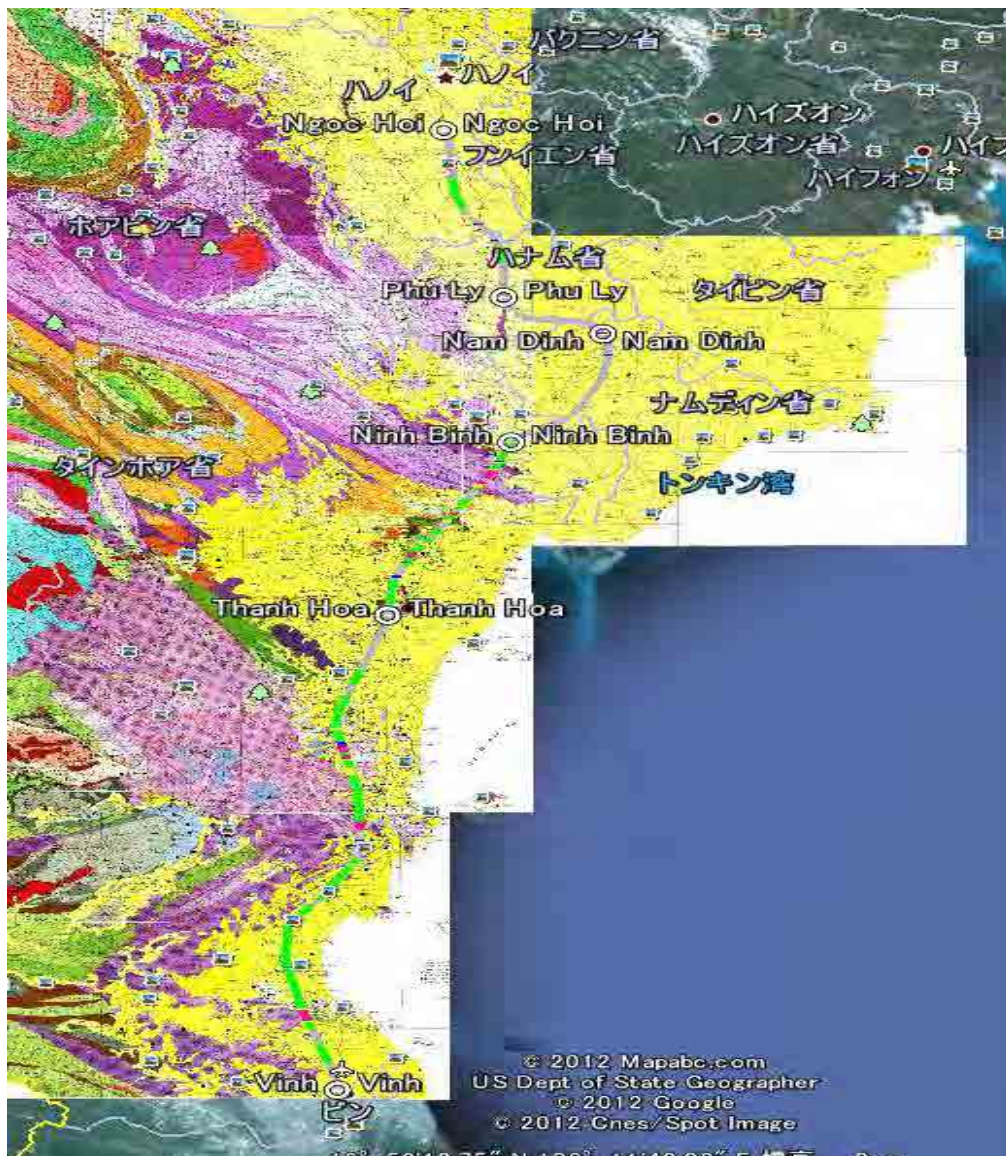 バクニン省
ハノイ
ハノイ
ハイズオン
Ngoc Hoi Ngoc Hoi
ハイズオン省
フンイエン省
ハイフォン
ホアビン省
ハナム省
Phu Ly Phu Ly
タイビン省
Nam Dinh Nam Dinh
ナムディン省
Ninh Binh Ninh Binh
タインホア省
トンキン湾
Thanh Hoa Thanh Hoa
© 2012 Mapabc.com
US Dept of State Geographer
Vinh Vinh
© 2012 Google
ビン
© 2012 Cnes/Spot Image